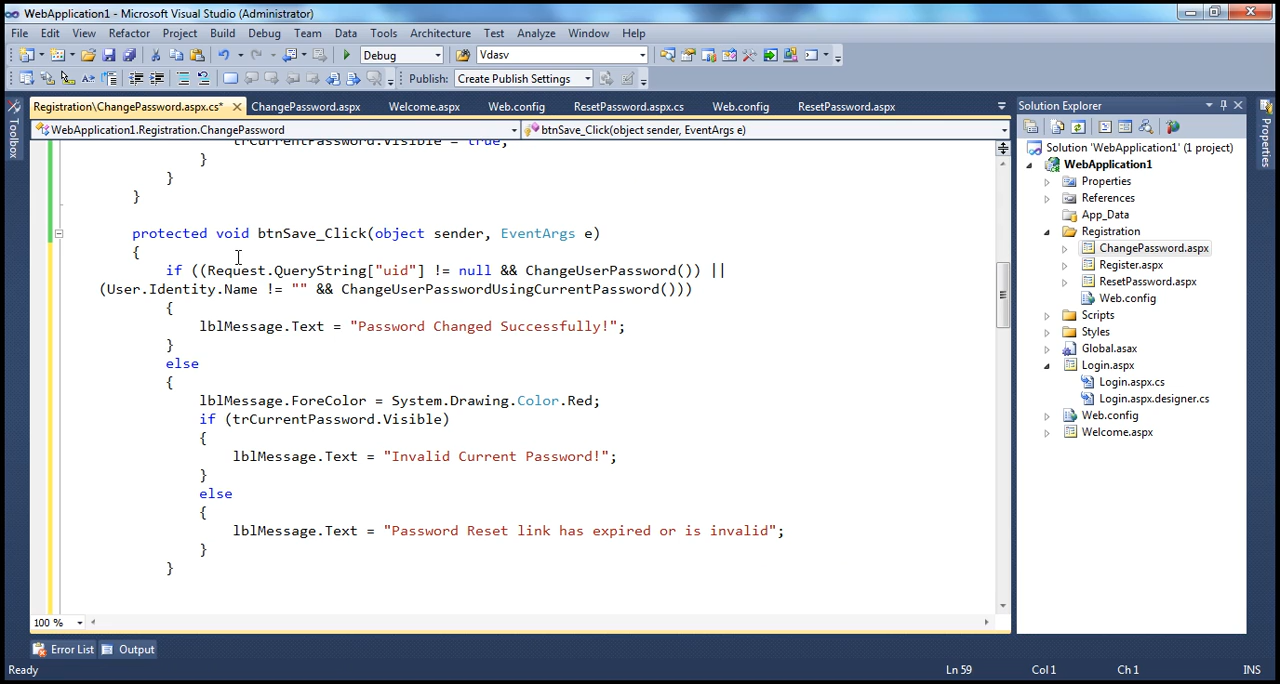 WebApplication1 - Microsoft Visual Studio (Administrator)
File Edit View Refactor Project Build Debug Team Data Tools Architecture Test Analyze Window Help
Debug Vdasv
Publish: Create Publish Settings
Registration\ChangePassword.aspx.cs* ChangePassword.aspx Welcome.aspx Web.config ResetPassword.aspx.cs Web.config ResetPassword.aspx
WebApplication1.Registration.ChangePassword btnSave_Click(object sender, EventArgs e)
trCurrentPassword.Visible = true;
}
}
}
protected void btnSave_Click(object sender, EventArgs e)
{
if ((Request.QueryString["uid"] != null && ChangeUserPassword()) ||
(User.Identity.Name != "" && ChangeUserPasswordUsingCurrentPassword()))
{
lblMessage.Text = "Password Changed Successfully!";
}
else
{
lblMessage.ForeColor = System.Drawing.Color.Red;
if (trCurrentPassword.Visible)
{
lblMessage.Text = "Invalid Current Password!";
}
else
{
lblMessage.Text = "Password Reset link has expired or is invalid";
}
}
100 %
Toolbox
Solution Explorer
Solution 'WebApplication1' (1 project)
WebApplication1
Properties
References
App_Data
Registration
ChangePassword.aspx
Register.aspx
ResetPassword.aspx
Web.config
Scripts
Styles
Global.asax
Login.aspx
Login.aspx.cs
Login.aspx.designer.cs
Web.config
Welcome.aspx
Properties
Error List Output
Ready Ln 59 Col 1 Ch 1 INS